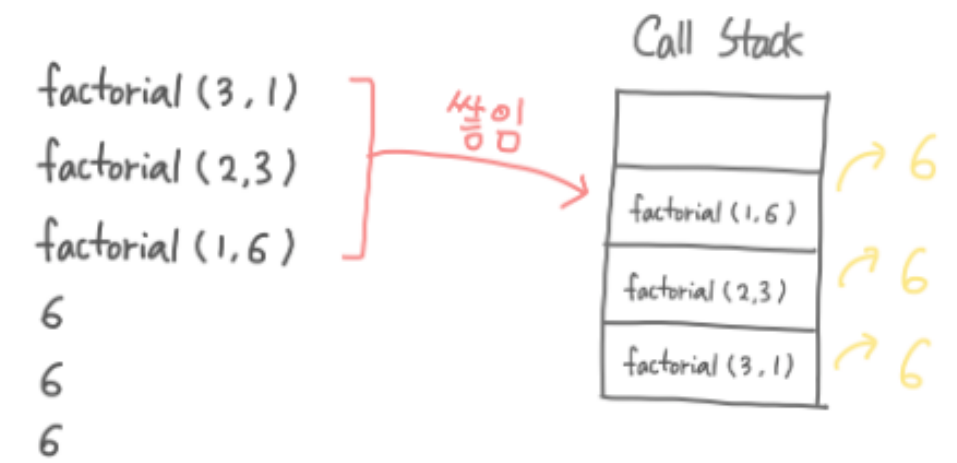 factorial (3, 1)
factorial (2,3)
factorial (1,6)
6
6
6
쌓임
Call Stack
factorial (1,6)
factorial (2,3)
factorial (3, 1)
6
6
6